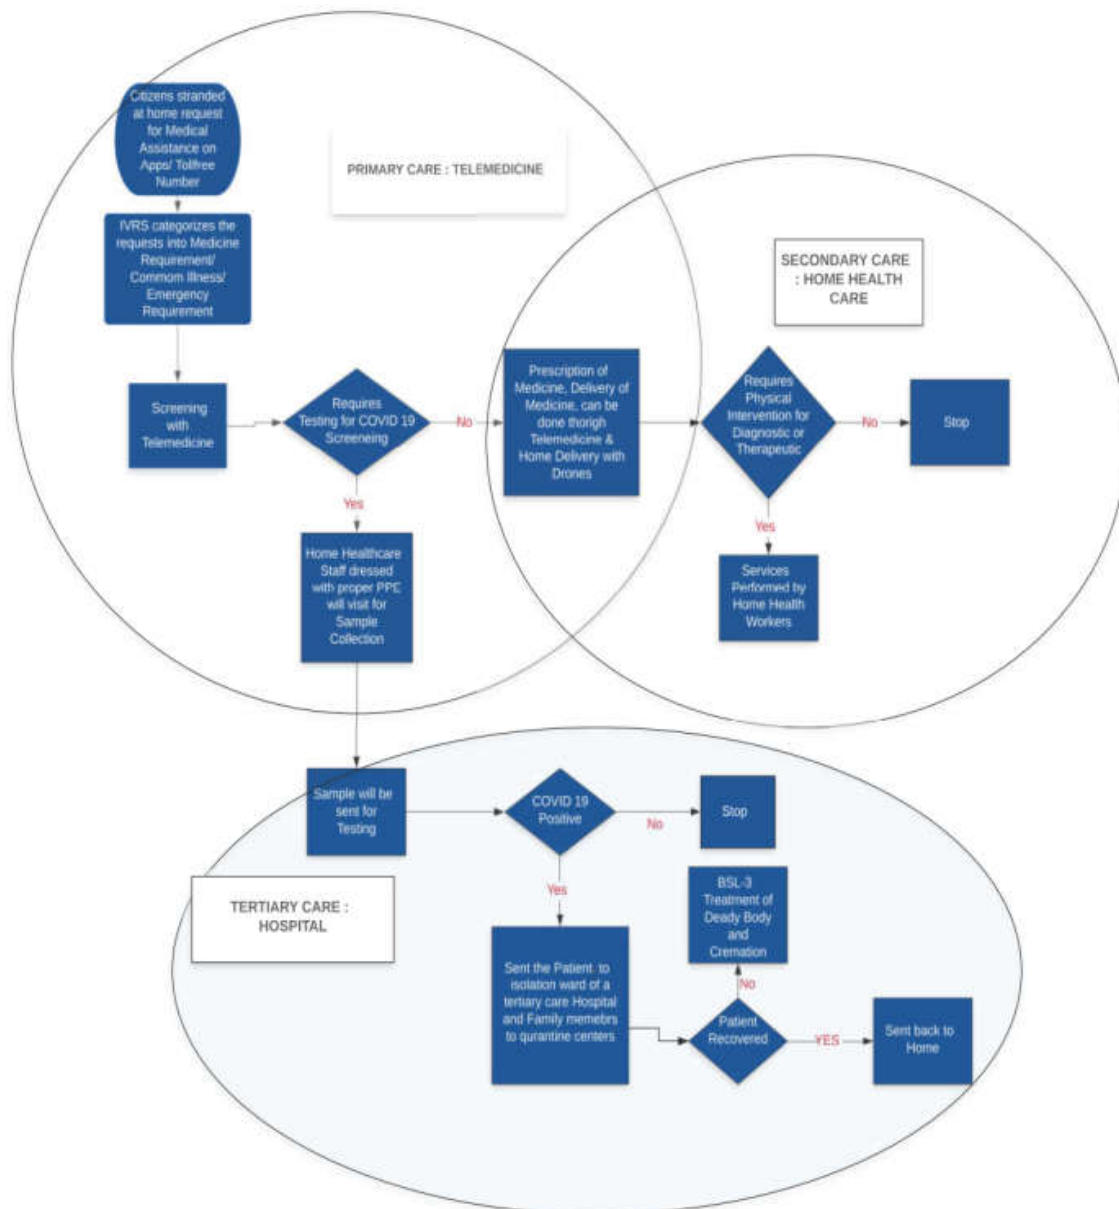 Citizens stranded
at home request
for Medical
Assistance on
Apps/ Tollfree
Number
PRIMARY CARE : TELEMEDICINE
IVRS categorizes the
requests into Medicine
Requirement/
Commom Illness/
Emergency
Requirement
SECONDARY CARE
: HOME HEALTH
CARE
Screening
with
Telemedicine
Requires
Testing for COVID 19
Screeneing
No
Prescription of
Medicine, Delivery of
Medicine, can be
done thorigh
Telemedicine &
Home Delivery with
Drones
Requires
Physical
Intervention for
Diagnostic or
Therapeutic
No
Stop
Yes
Yes
Home Healthcare
Staff dressed
with proper PPE
will visit for
Sample
Collection
Services
Performed by
Home Health
Workers
Sample will be
sent for
Testing
COVID 19
Positive
No
Stop
Yes
TERTIARY CARE :
HOSPITAL
BSL-3
Treatment of
Deady Body
and
Cremation
No
Sent the Patient to
isolation ward of a
tertiary care Hospital
and Family memebrs
to qurantine centers
Patient
Recovered
YES
Sent back to
Home